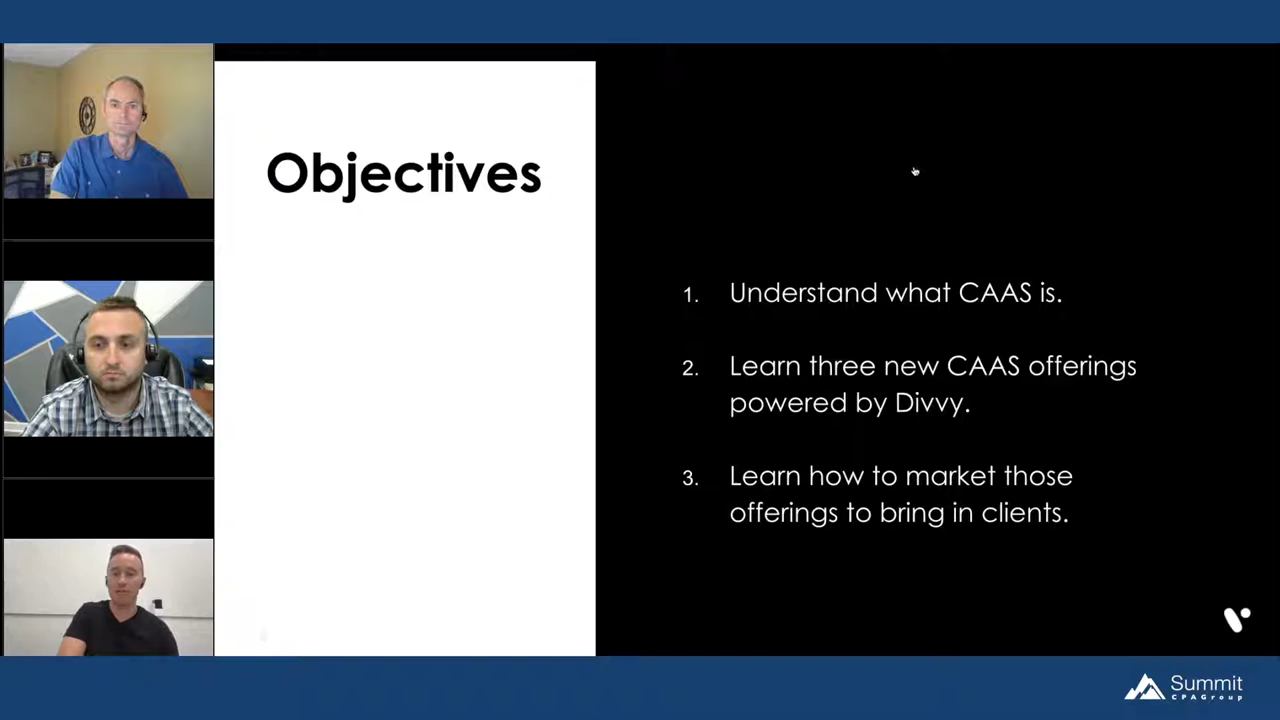 Objectives
1. Understand what CAAS is.
2. Learn three new CAAS offerings
powered by Divvy.
3. Learn how to market those
offerings to bring in clients.
Summit
CPAGroup